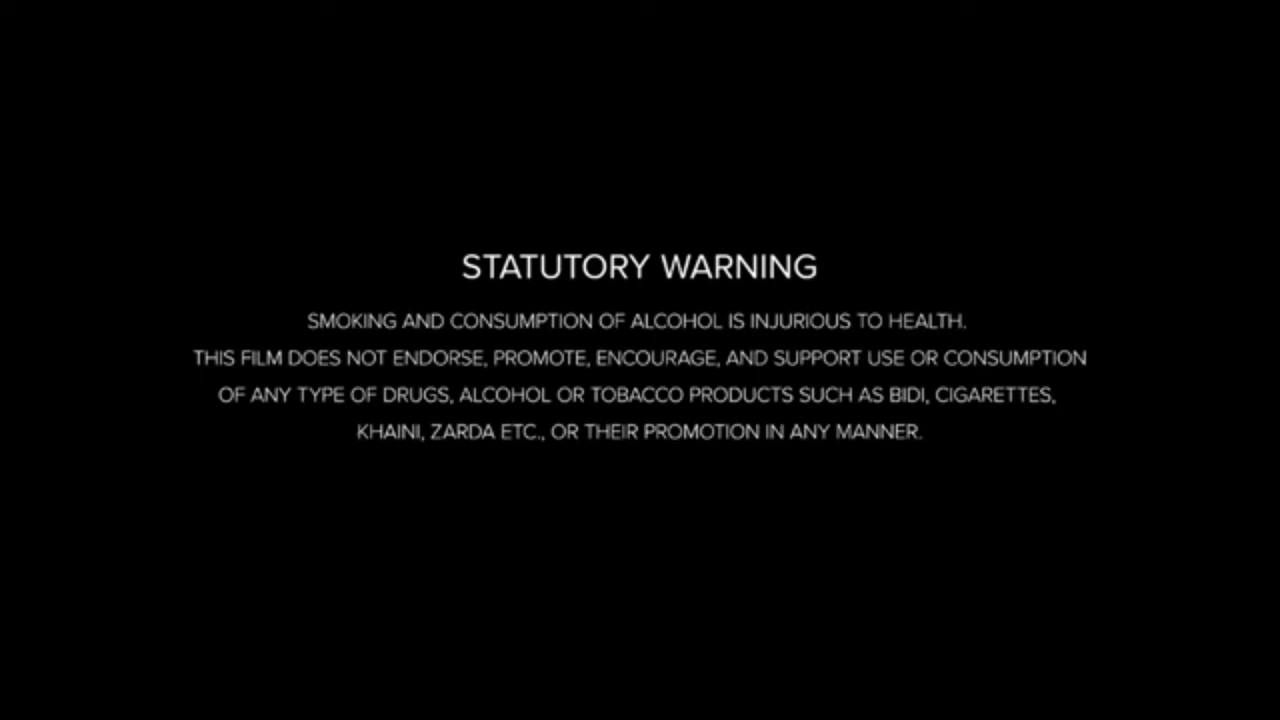 STATUTORY WARNING
SMOKING AND CONSUMPTION OF ALCOHOL IS INJURIOUS TO HEALTH.
THIS FILM DOES NOT ENDORSE, PROMOTE, ENCOURAGE, AND SUPPORT USE OR CONSUMPTION
OF ANY TYPE OF DRUGS, ALCOHOL OR TOBACCO PRODUCTS SUCH AS BIDI, CIGARETTES,
KHAINI, ZARDA ETC., OR THEIR PROMOTION IN ANY MANNER.